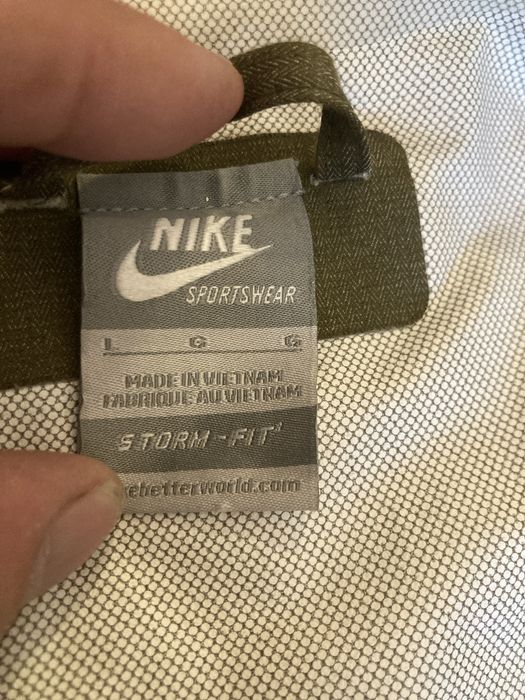 NIKE
SPORTSWEAR
L G G
MADE IN VIETNAM
FABRIQUE AU VIETNAM
STORM-FIT
ebetterworld.com